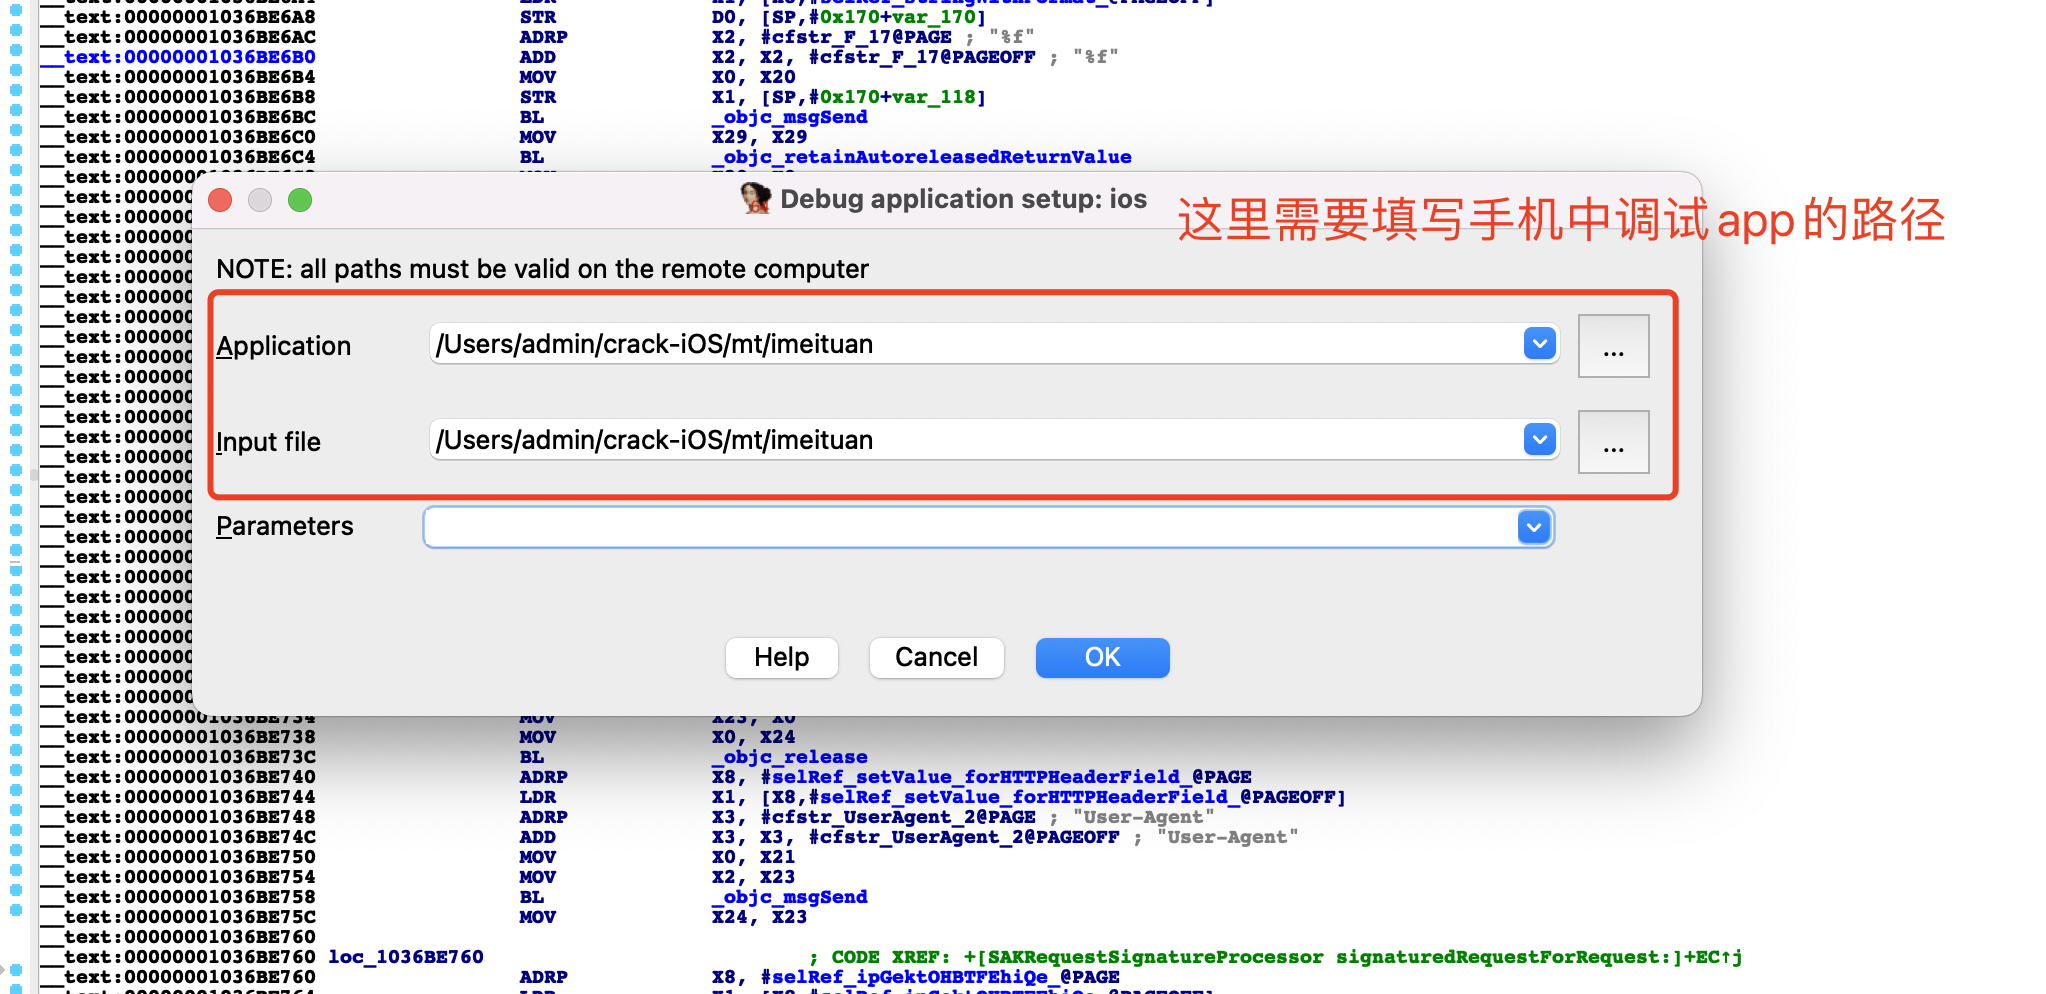 STR D0, [SP,#0x170+var_170]
__text:00000001036BE6A8
__text:00000001036BE6AC ADRP X2, #cfstr_F_17@PAGE ; "%f"
__text:00000001036BE6B0 ADD X2, X2, #cfstr_F_17@PAGEOFF ; "%f"
__text:00000001036BE6B4 MOV X0, X20
__text:00000001036BE6B8 STR X1, [SP,#0x170+var_118]
__text:00000001036BE6BC BL _objc_msgSend
__text:00000001036BE6C0 MOV X29, X29
__text:00000001036BE6C4 BL _objc_retainAutoreleasedReturnValue
Debug application setup: ios
这里需要填写手机中调试app的路径
NOTE: all paths must be valid on the remote computer
Application /Users/admin/crack-iOS/mt/imeituan ...
Input file /Users/admin/crack-iOS/mt/imeituan ...
Parameters
Help Cancel OK
__text:00000001036BE734 MOV X23, X0
__text:00000001036BE738 MOV X0, X24
__text:00000001036BE73C BL _objc_release
__text:00000001036BE740 ADRP X8, #selRef_setValue_forHTTPHeaderField_@PAGE
__text:00000001036BE744 LDR X1, [X8,#selRef_setValue_forHTTPHeaderField_@PAGEOFF]
__text:00000001036BE748 ADRP X3, #cfstr_UserAgent_2@PAGE ; "User-Agent"
__text:00000001036BE74C ADD X3, X3, #cfstr_UserAgent_2@PAGEOFF ; "User-Agent"
__text:00000001036BE750 MOV X0, X21
__text:00000001036BE754 MOV X2, X23
__text:00000001036BE758 BL _objc_msgSend
__text:00000001036BE75C MOV X24, X23
__text:00000001036BE760
__text:00000001036BE760 loc_1036BE760 ; CODE XREF: +[SAKRequestSignatureProcessor signaturedRequestForRequest:]+EC↑j
__text:00000001036BE760 ADRP X8, #selRef_ipGektOHBTFEhiQe_@PAGE